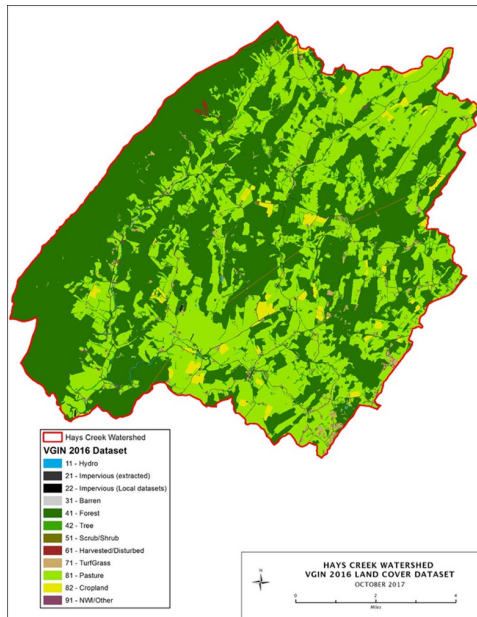 Hays Creek Watershed
VGIN 2016 Dataset
11 - Hydro
21 - Impervious (extracted)
22 - Impervious (Local datasets)
31 - Barren
41 - Forest
42 - Tree
51 - Scrub/Shrub
61 - Harvested/Disturbed
71 - TurfGrass
81 - Pasture
82 - Cropland
91 - NWI/Other
N
HAYS CREEK WATERSHED
VGIN 2016 LAND COVER DATASET
OCTOBER 2017
0 2 4
Miles